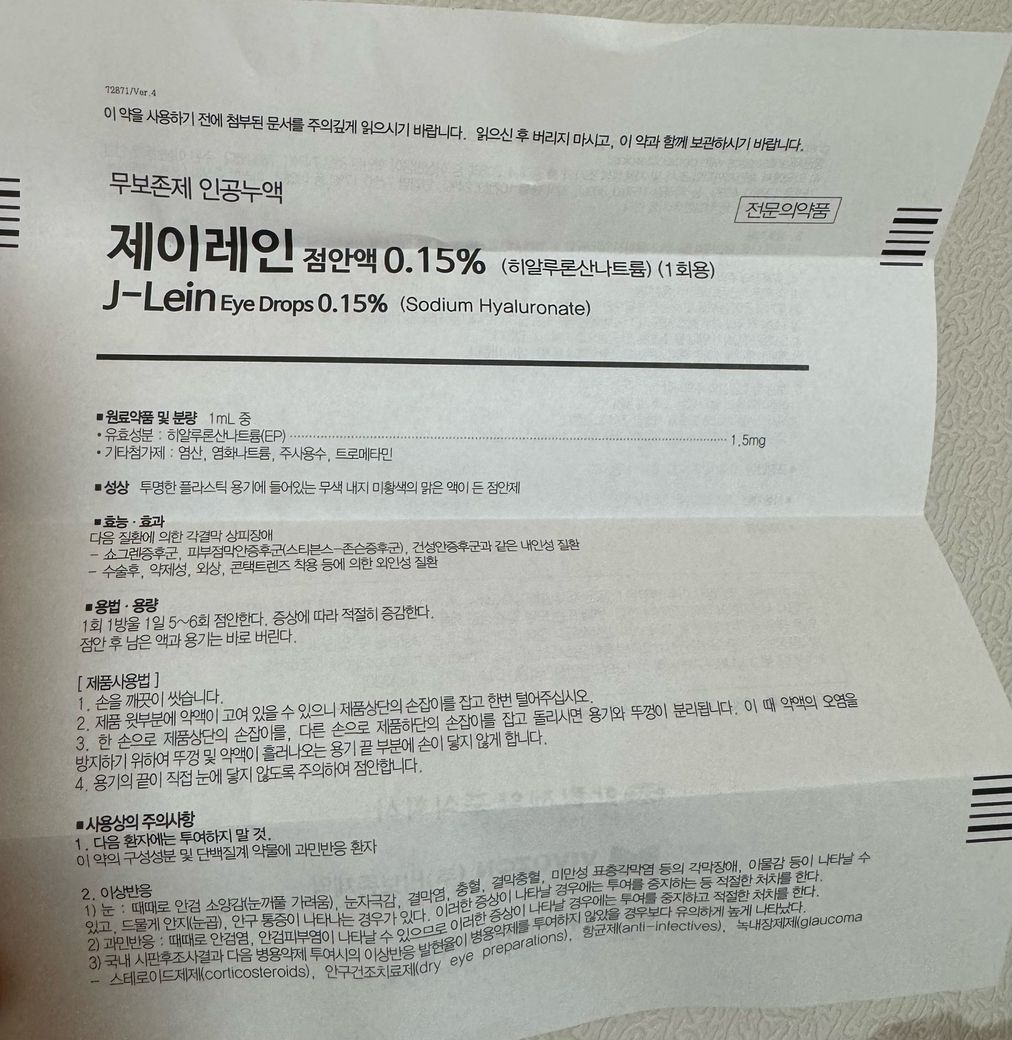 72871/Ver.4
이 약을 사용하기 전에 첨부된 문서를 주의깊게 읽으시기 바랍니다. 읽으신 후 버리지 마시고, 이 약과 함께 보관하시기 바랍니다.
무보존제 인공누액
전문의약품
제이레인 점안액 0.15% (히알루론산나트륨) (1회용)
J-Lein Eye Drops 0.15% (Sodium Hyaluronate)
■ 원료약품 및 분량 1mL 중
• 유효성분 : 히알루론산나트륨(EP) ········ 1.5mg
• 기타첨가제 : 염산, 염화나트륨, 주사용수, 트로메타민
■ 성상 투명한 플라스틱 용기에 들어있는 무색 내지 미황색의 맑은 액이 든 점안제
■ 효능·효과
다음 질환에 의한 각결막 상피장애
– 쇼그렌증후군, 피부점막안증후군(스티븐스-존슨증후군), 건성안증후군과 같은 내인성 질환
– 수술후, 약제성, 외상, 콘택트렌즈 착용 등에 의한 외인성 질환
■ 용법·용량
1회 1방울 1일 5~6회 점안한다. 증상에 따라 적절히 증감한다.
점안 후 남은 액과 용기는 바로 버린다.
[ 제품사용법 ]
1. 손을 깨끗이 씻습니다.
2. 제품 윗부분에 약액이 고여 있을 수 있으니 제품상단의 손잡이를 잡고 한번 털어주십시오.
3. 한 손으로 제품상단의 손잡이를, 다른 손으로 제품하단의 손잡이를 잡고 돌리시면 용기와 뚜껑이 분리됩니다. 이 때 약액의 오염을
방지하기 위하여 뚜껑 및 약액이 흘러나오는 용기 끝 부분에 손이 닿지 않게 합니다.
4. 용기의 끝이 직접 눈에 닿지 않도록 주의하여 점안합니다.
■ 사용상의 주의사항
1. 다음 환자에는 투여하지 말 것.
이 약의 구성성분 및 단백질계 약물에 과민반응 환자
2. 이상반응
1) 눈 : 때때로 안검 소양감(눈꺼풀 가려움), 눈자극감, 결막염, 충혈, 결막충혈, 미만성 표층각막염 등의 각막장애, 이물감 등이 나타날 수
있고, 드물게 안지(눈곱), 안구 통증이 나타나는 경우가 있다. 이러한 증상이 나타날 경우에는 투여를 중지하는 등 적절한 처치를 한다.
2) 과민반응 : 때때로 안검염, 안검피부염이 나타날 수 있으므로 이러한 증상이 나타날 경우에는 투여를 중지하고 적절한 처치를 한다.
3) 국내 시판후조사결과 다음 병용약제 투여시의 이상반응 발현율이 병용약제를 투여하지 않았을 경우보다 유의하게 높게 나타났다.
– 스테로이드제제(corticosteroids), 안구건조치료제(dry eye preparations), 항균제(anti-infectives), 녹내장제제(glaucoma